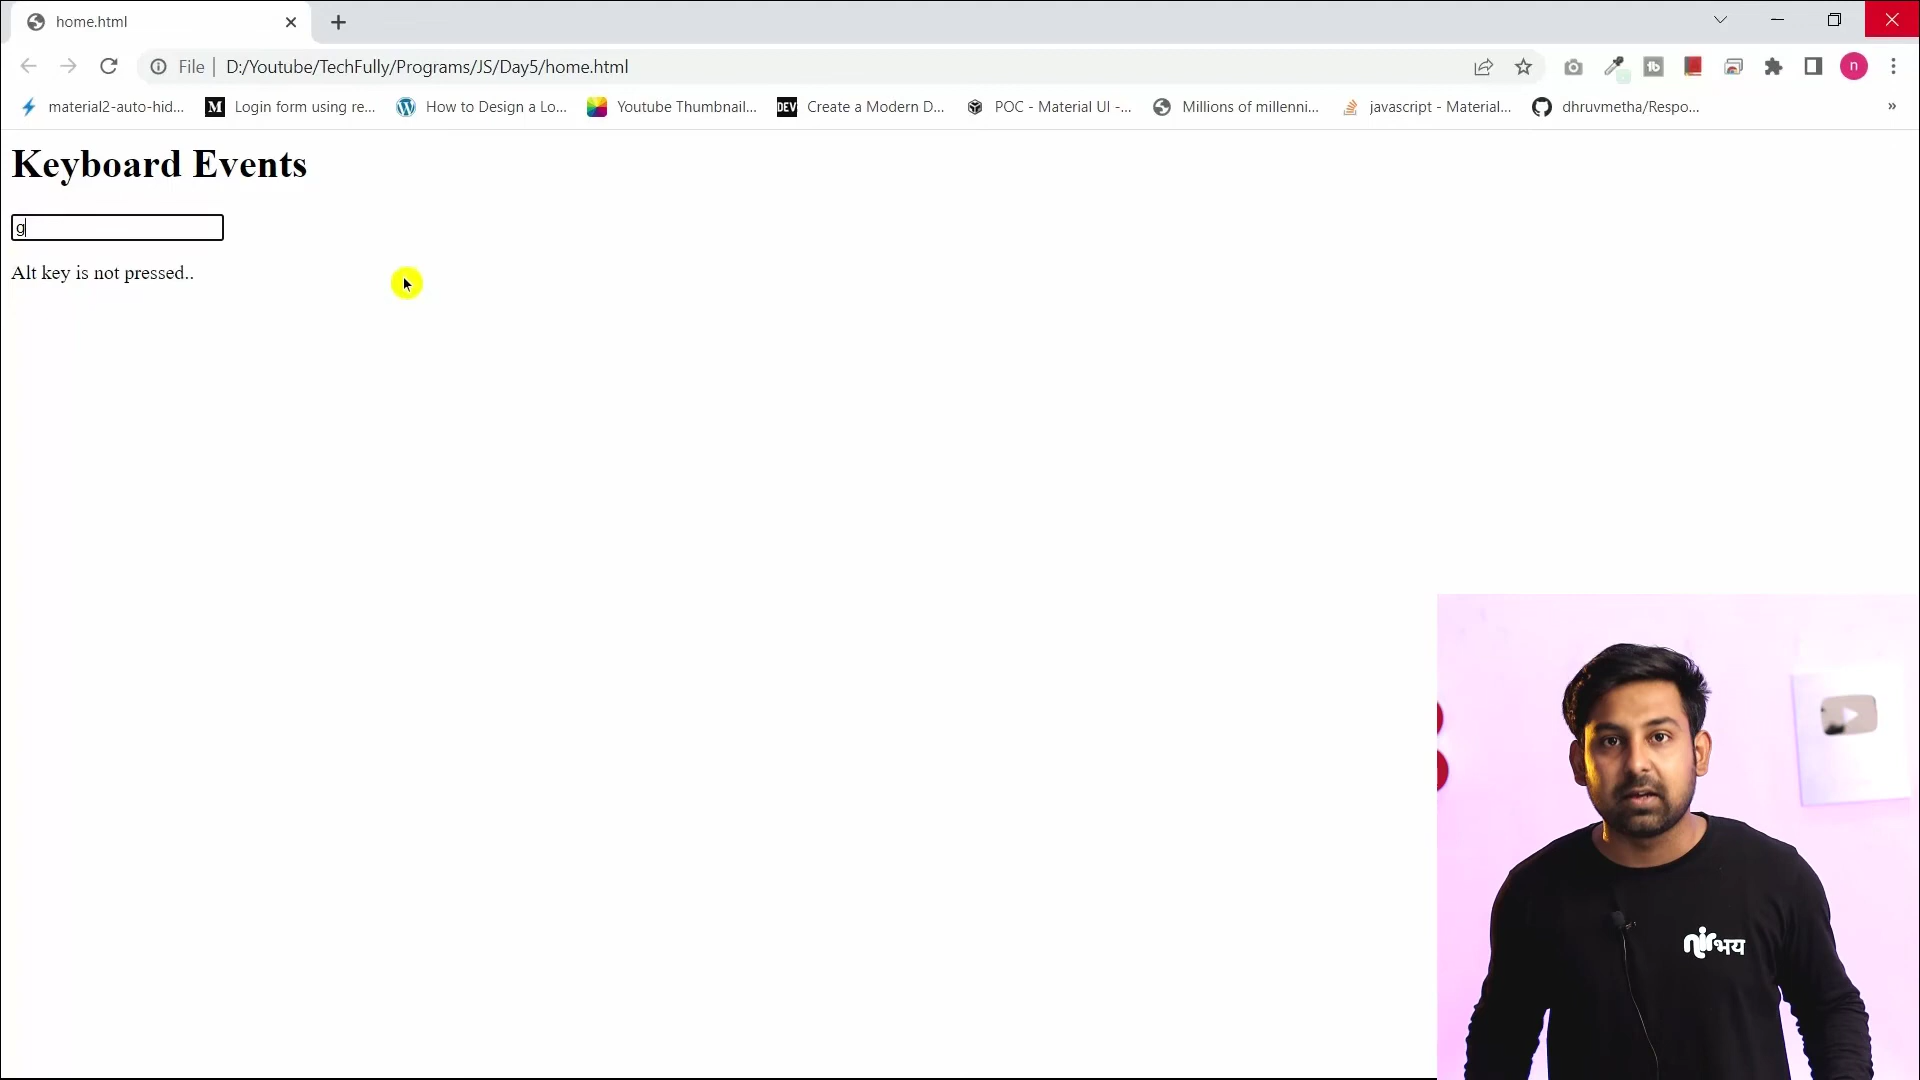 home.html
File | D:/Youtube/TechFully/Programs/JS/Day5/home.html
n
material2-auto-hid...
M Login form using re...
How to Design a Lo...
Youtube Thumbnail...
DEV Create a Modern D...
POC - Material UI -...
Millions of millenni...
javascript - Material...
dhruvmetha/Respo...
»
Keyboard Events
g
Alt key is not pressed..
nirभय